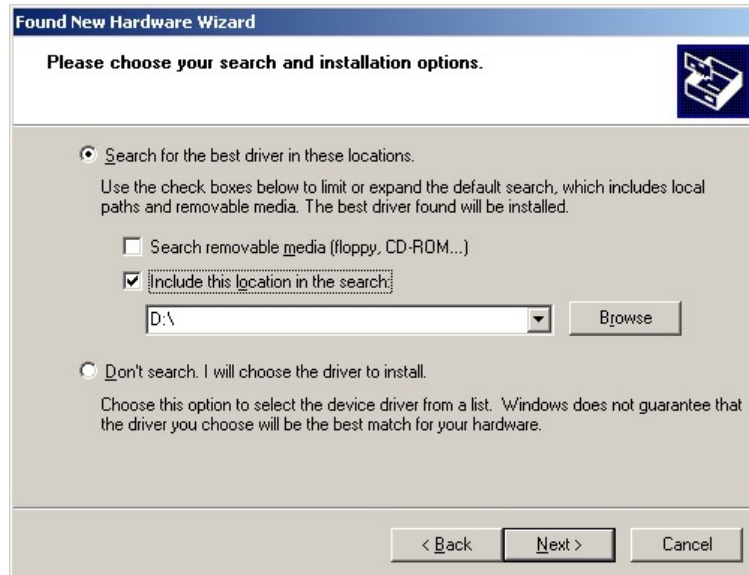 Found New Hardware Wizard
Please choose your search and installation options.
Search for the best driver in these locations.
Use the check boxes below to limit or expand the default search, which includes local
paths and removable media. The best driver found will be installed.
Search removable media (floppy, CD-ROM...)
Include this location in the search:
D:\
Browse
Don't search. I will choose the driver to install.
Choose this option to select the device driver from a list. Windows does not guarantee that
the driver you choose will be the best match for your hardware.
< Back
Next >
Cancel